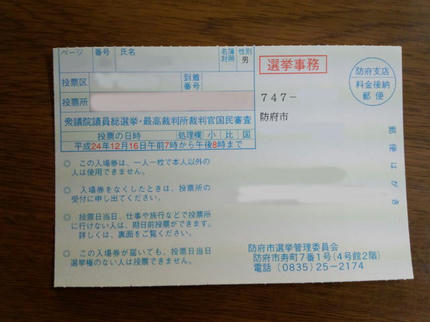 ページ 番号 氏名 名簿対照 性別
男
投票区 到着番号
投票所
衆議院議員総選挙・最高裁判所裁判官国民審査
投票の日時 処理欄 小 比 国
平成24年12月16日午前7時から午後8時まで
○ この入場券は、一人一枚で本人以外の
人は使用できません。
○ 入場券をなくしたときは、投票所の
受付に申し出てください。
○ 投票日当日、仕事や旅行などで投票所
に行けない人は、期日前投票ができます。
詳しくは、裏面をご覧ください。
○ この入場券が届いても、投票日当日
選挙権のない人は投票できません。
選挙事務
防府支店
料金後納
郵便
747-
防府市
郵便はがき
防府市選挙管理委員会
防府市寿町7番1号(4号館2階)
電話 (0835)25-2174